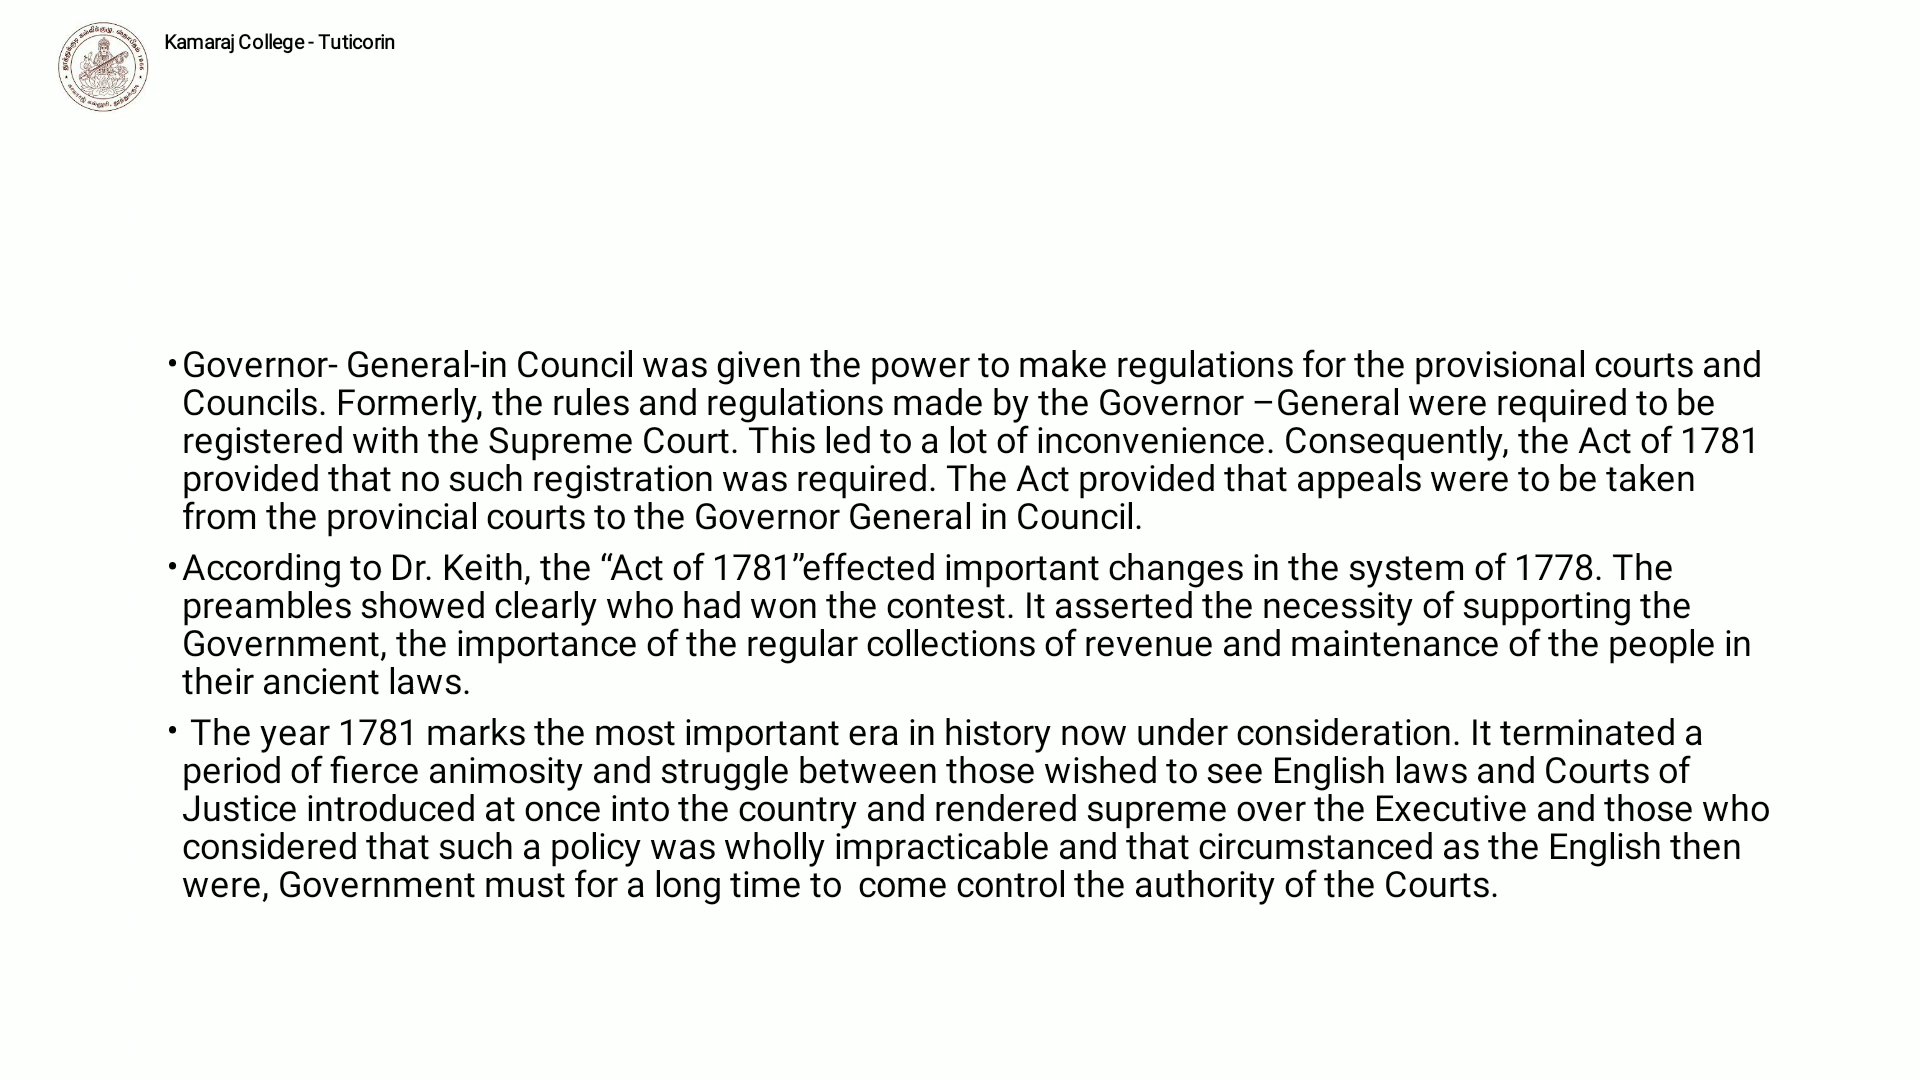 Kamaraj College - Tuticorin
•Governor- General-in Council was given the power to make regulations for the provisional courts and
Councils. Formerly, the rules and regulations made by the Governor –General were required to be
registered with the Supreme Court. This led to a lot of inconvenience. Consequently, the Act of 1781
provided that no such registration was required. The Act provided that appeals were to be taken
from the provincial courts to the Governor General in Council.
•According to Dr. Keith, the “Act of 1781”effected important changes in the system of 1778. The
preambles showed clearly who had won the contest. It asserted the necessity of supporting the
Government, the importance of the regular collections of revenue and maintenance of the people in
their ancient laws.
• The year 1781 marks the most important era in history now under consideration. It terminated a
period of fierce animosity and struggle between those wished to see English laws and Courts of
Justice introduced at once into the country and rendered supreme over the Executive and those who
considered that such a policy was wholly impracticable and that circumstanced as the English then
were, Government must for a long time to  come control the authority of the Courts.